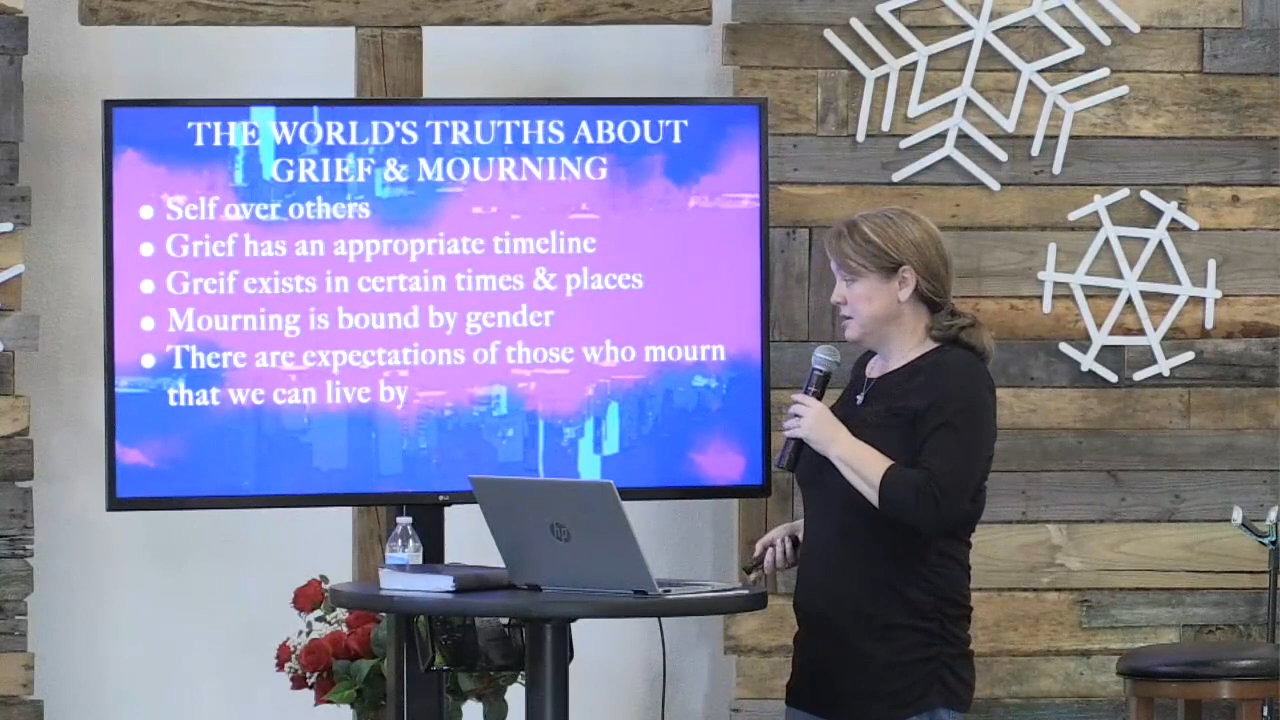 THE WORLD'S TRUTHS ABOUT
GRIEF & MOURNING
● Self over others
● Grief has an appropriate timeline
● Greif exists in certain times & places
● Mourning is bound by gender
● There are expectations of those who mourn
that we can live by
LG
hp